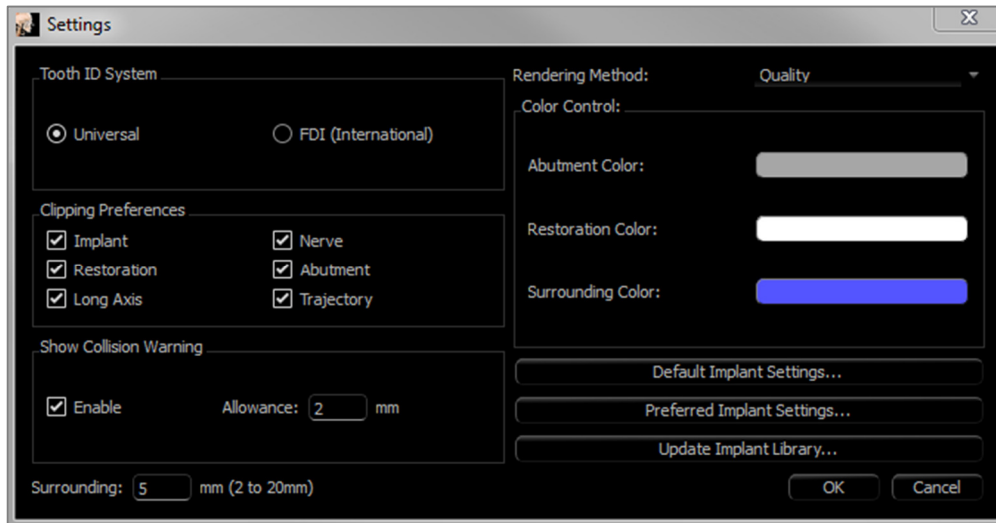 Settings
Tooth ID System
Universal
FDI (International)
Clipping Preferences
Implant
Nerve
Restoration
Abutment
Long Axis
Trajectory
Show Collision Warning
Enable
Allowance: 2 mm
Surrounding: 5 mm (2 to 20mm)
Rendering Method: Quality
Color Control:
Abutment Color:
Restoration Color:
Surrounding Color:
Default Implant Settings...
Preferred Implant Settings...
Update Implant Library...
OK
Cancel